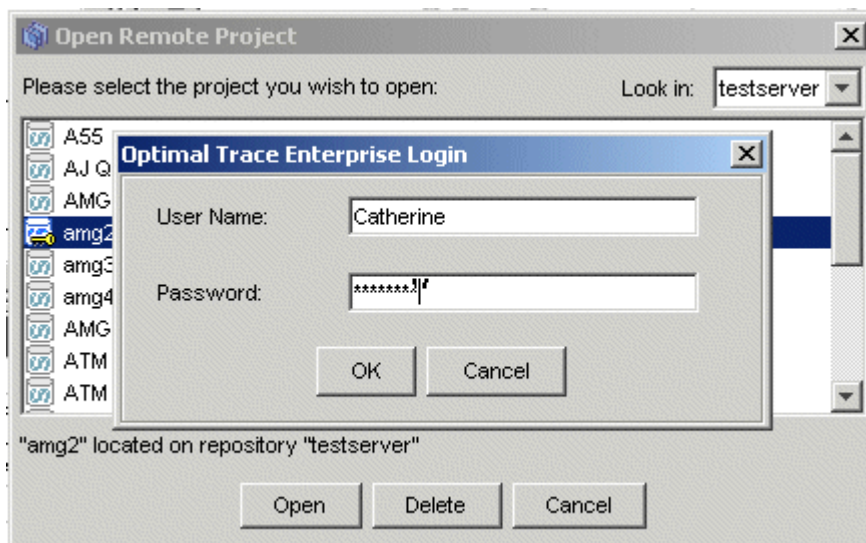 Open Remote Project
Please select the project you wish to open:
Look in: testserver
A55
AJ Q
AMG
amg2
amg3
amg4
AMG
ATM
ATM
Optimal Trace Enterprise Login
User Name: Catherine
Password: ********
OK Cancel
"amg2" located on repository "testserver"
Open Delete Cancel